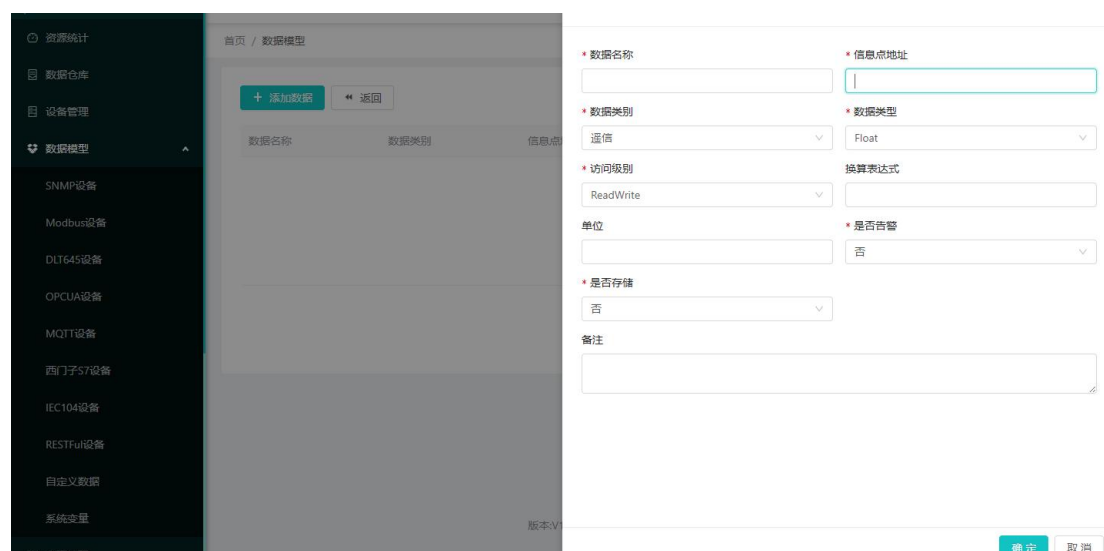 资源统计
数据仓库
设备管理
数据模型
SNMP设备
Modbus设备
DLT645设备
OPCUA设备
MQTT设备
西门子S7设备
IEC104设备
RESTFul设备
自定义数据
系统变量
首页 / 数据模型
+ 添加数据 返回
数据名称 数据类别 信息点
版本:V1
* 数据名称 * 信息点地址
* 数据类别 * 数据类型
遥信 Float
* 访问级别 换算表达式
ReadWrite
单位 * 是否告警
否
* 是否存储
否
备注
确定 取消